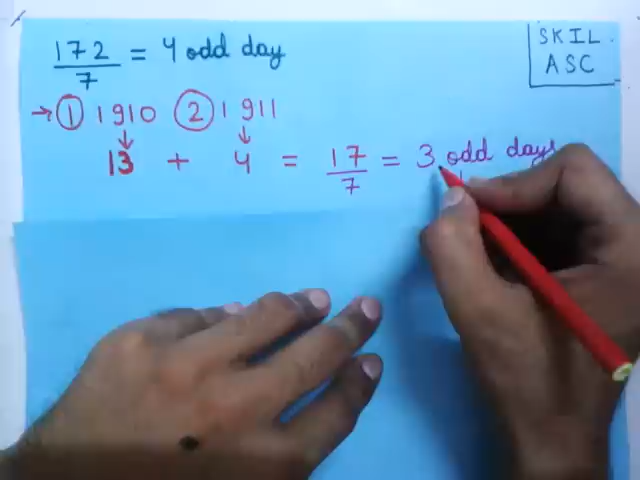 172/7 = 4 odd day
SKIL
ASC
→ ① 1910 ② 1911
↓ ↓
13 + 4 = 17/7 = 3 odd days